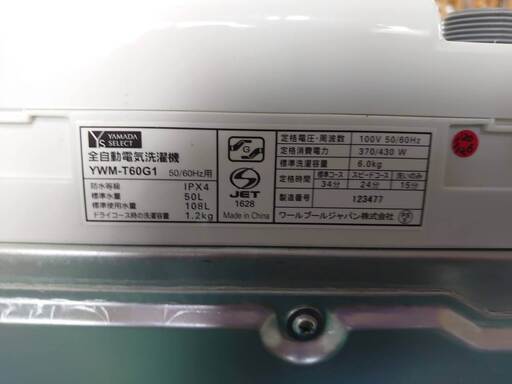 YS YAMADA SELECT
全自動電気洗濯機
YWM-T60G1 50/60Hz用
防水等級 IPX4
標準水量 50L
標準使用水量 108L
ドライコース時の洗濯容量 1.2kg
G
S
JET
1628
Made in China
定格電圧・周波数 100V 50/60Hz
定格消費電力 370/430 W
標準洗濯容量 6.0kg
定格時間 標準コース 34分 スピードコース 24分 洗いのみ 15分
製造番号 123477
ワールプールジャパン株式会社